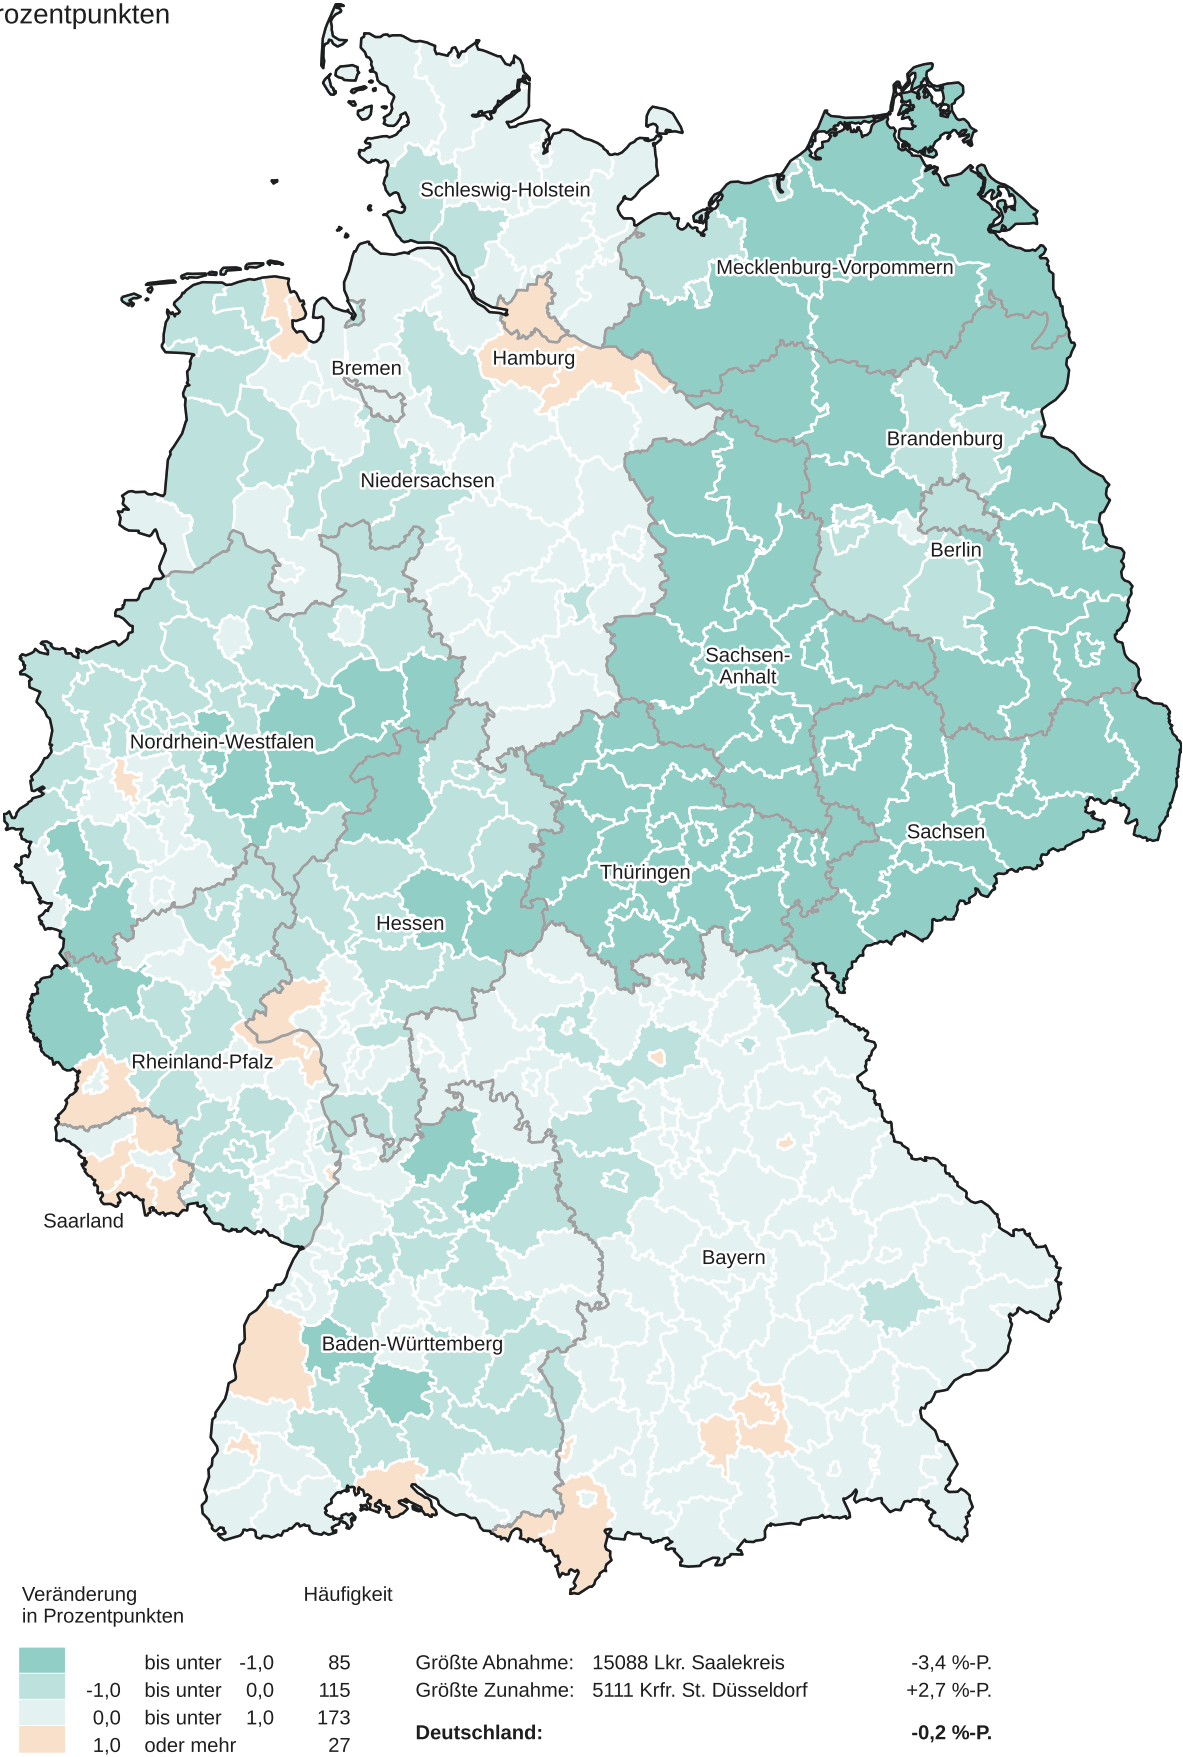 rozentpunkten
Schleswig-Holstein
Mecklenburg-Vorpommern
Hamburg
Bremen
Brandenburg
Niedersachsen
Berlin
Sachsen-
Anhalt
Nordrhein-Westfalen
Sachsen
Thüringen
Hessen
Rheinland-Pfalz
Saarland
Bayern
Baden-Württemberg
Veränderung Häufigkeit
in Prozentpunkten
bis unter -1,0 85 Größte Abnahme: 15088 Lkr. Saalekreis -3,4 %-P.
-1,0 bis unter 0,0 115 Größte Zunahme: 5111 Krfr. St. Düsseldorf +2,7 %-P.
0,0 bis unter 1,0 173
Deutschland: -0,2 %-P.
1,0 oder mehr 27